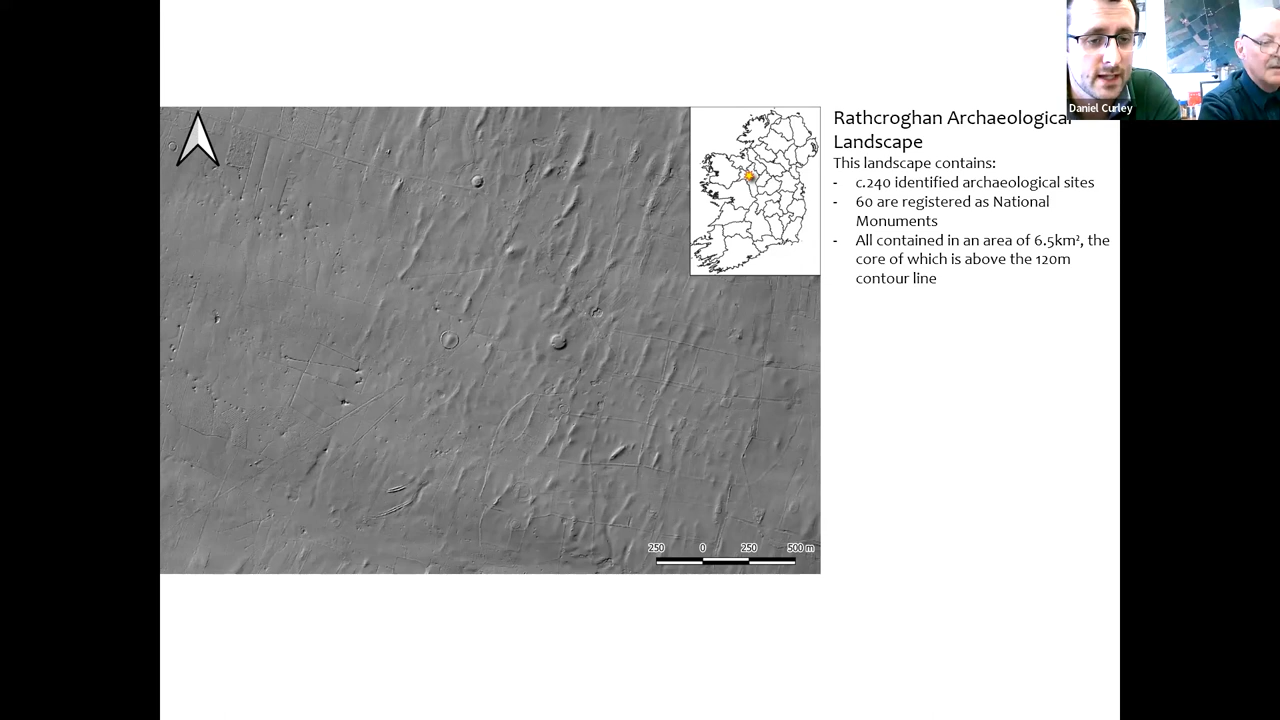 Daniel Curley
Rathcroghan Archaeological
Landscape
This landscape contains:
- c.240 identified archaeological sites
- 60 are registered as National
Monuments
- All contained in an area of 6.5km², the
core of which is above the 120m
contour line
250 0 250 500 m